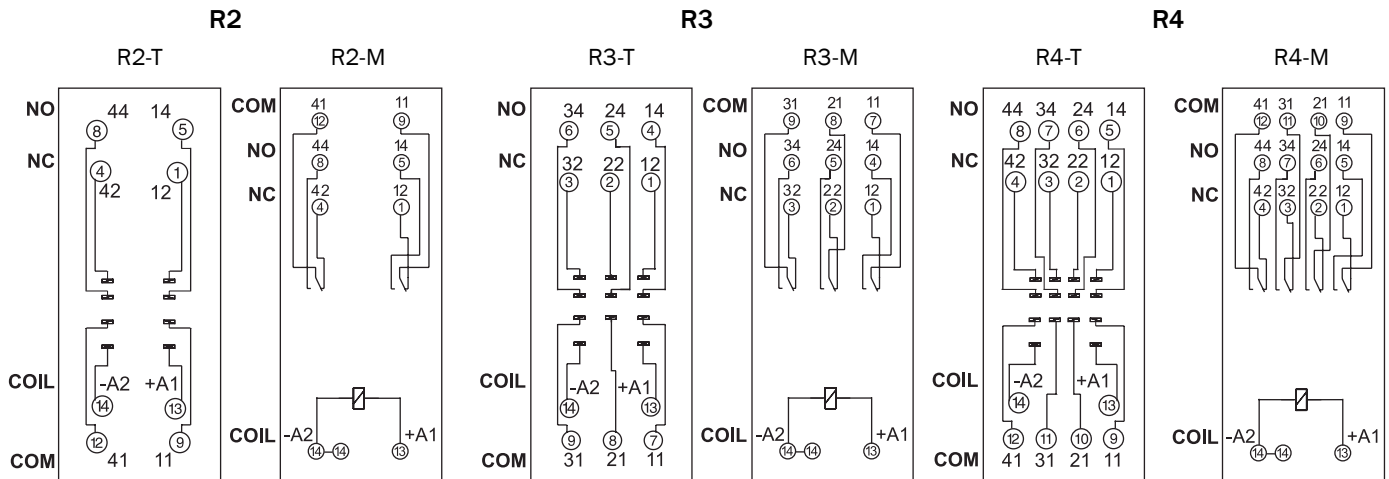 R2
R2-T
NO
44 14
8 5
NC
4 1
42 12
COIL
-A2 +A1
14 13
12 9
COM
41 11
R2-M
COM
41 11
12 9
NO
44 14
8 5
NC
42 12
4 1
COIL
-A2 +A1
14 14 13
R3
R3-T
NO
34 24 14
6 5 4
NC
32 22 12
3 2 1
COIL
-A2 +A1
14 13
9 8 7
COM
31 21 11
R3-M
COM
31 21 11
9 8 7
NO
34 24 14
6 5 4
NC
32 22 12
3 2 1
COIL
-A2 +A1
14 14 13
R4
R4-T
NO
44 34 24 14
8 7 6 5
NC
42 32 22 12
4 3 2 1
COIL
-A2 +A1
14 13
12 11 10 9
COM
41 31 21 11
R4-M
COM
41 31 21 11
12 11 10 9
NO
44 34 24 14
8 7 6 5
NC
42 32 22 12
4 3 2 1
COIL
-A2 +A1
14 14 13